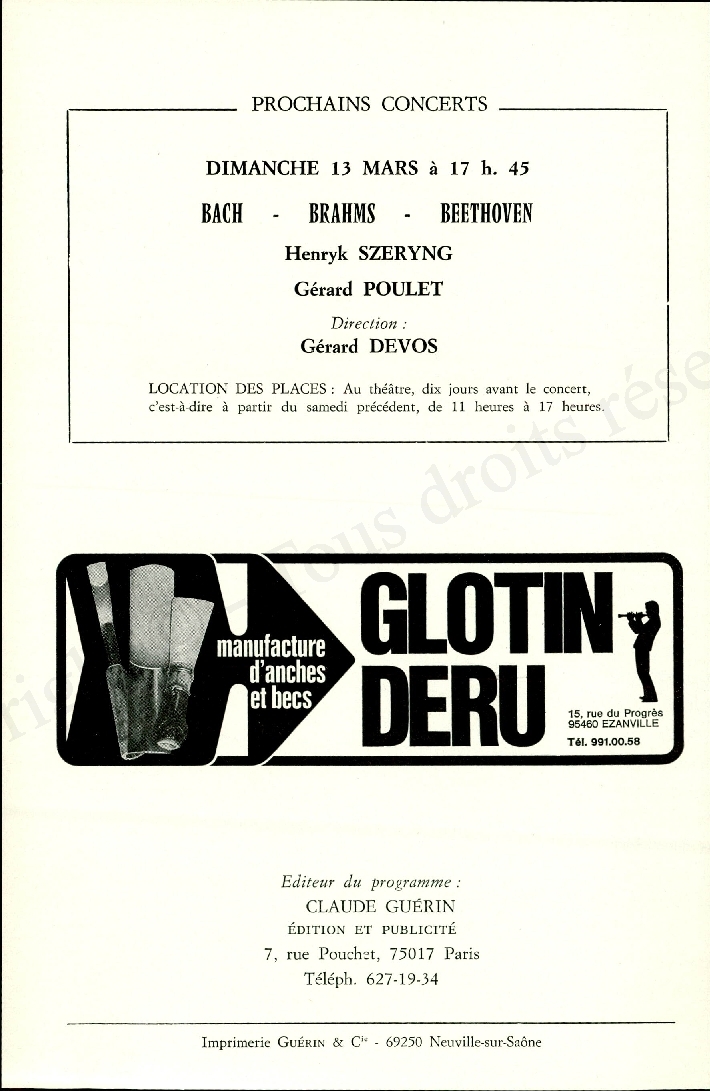 PROCHAINS CONCERTS
DIMANCHE 13 MARS à 17 h. 45
BACH - BRAHMS - BEETHOVEN
Henryk SZERYNG
Gérard POULET
Direction :
Gérard DEVOS
LOCATION DES PLACES : Au théâtre, dix jours avant le concert,
c'est-à-dire à partir du samedi précédent, de 11 heures à 17 heures.
Tous droits rése
manufacture
d'anches
et becs
GLOTIN
DERU
15, rue du Progrès
95460 EZANVILLE
Tél. 991.00.58
Editeur du programme :
CLAUDE GUÉRIN
ÉDITION ET PUBLICITÉ
7, rue Pouchet, 75017 Paris
Téléph. 627-19-34
Imprimerie GUÉRIN & Cie - 69250 Neuville-sur-Saône